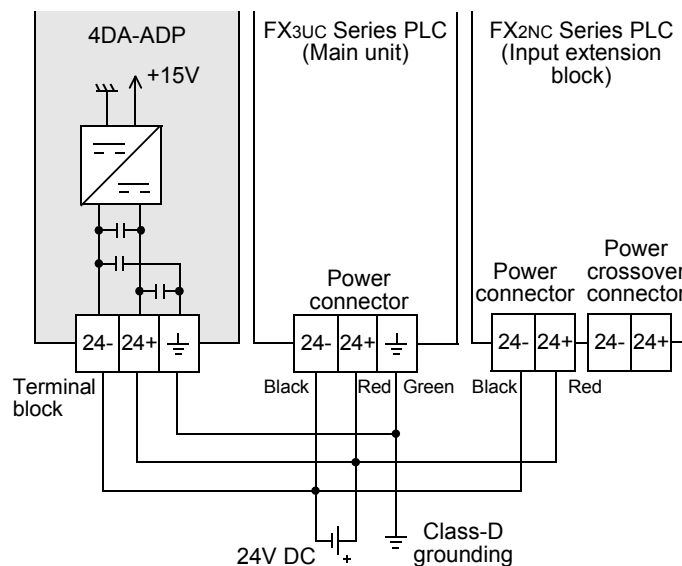 4DA-ADP
+15V
FX3UC Series PLC
(Main unit)
FX2NC Series PLC
(Input extension
block)
Power
connector
Power
connector
Power
crossover
connector
24- 24+
24- 24+
24- 24+
24- 24+
Terminal
block
Black
Red
Green
Black
Red
24V DC
+
Class-D
grounding